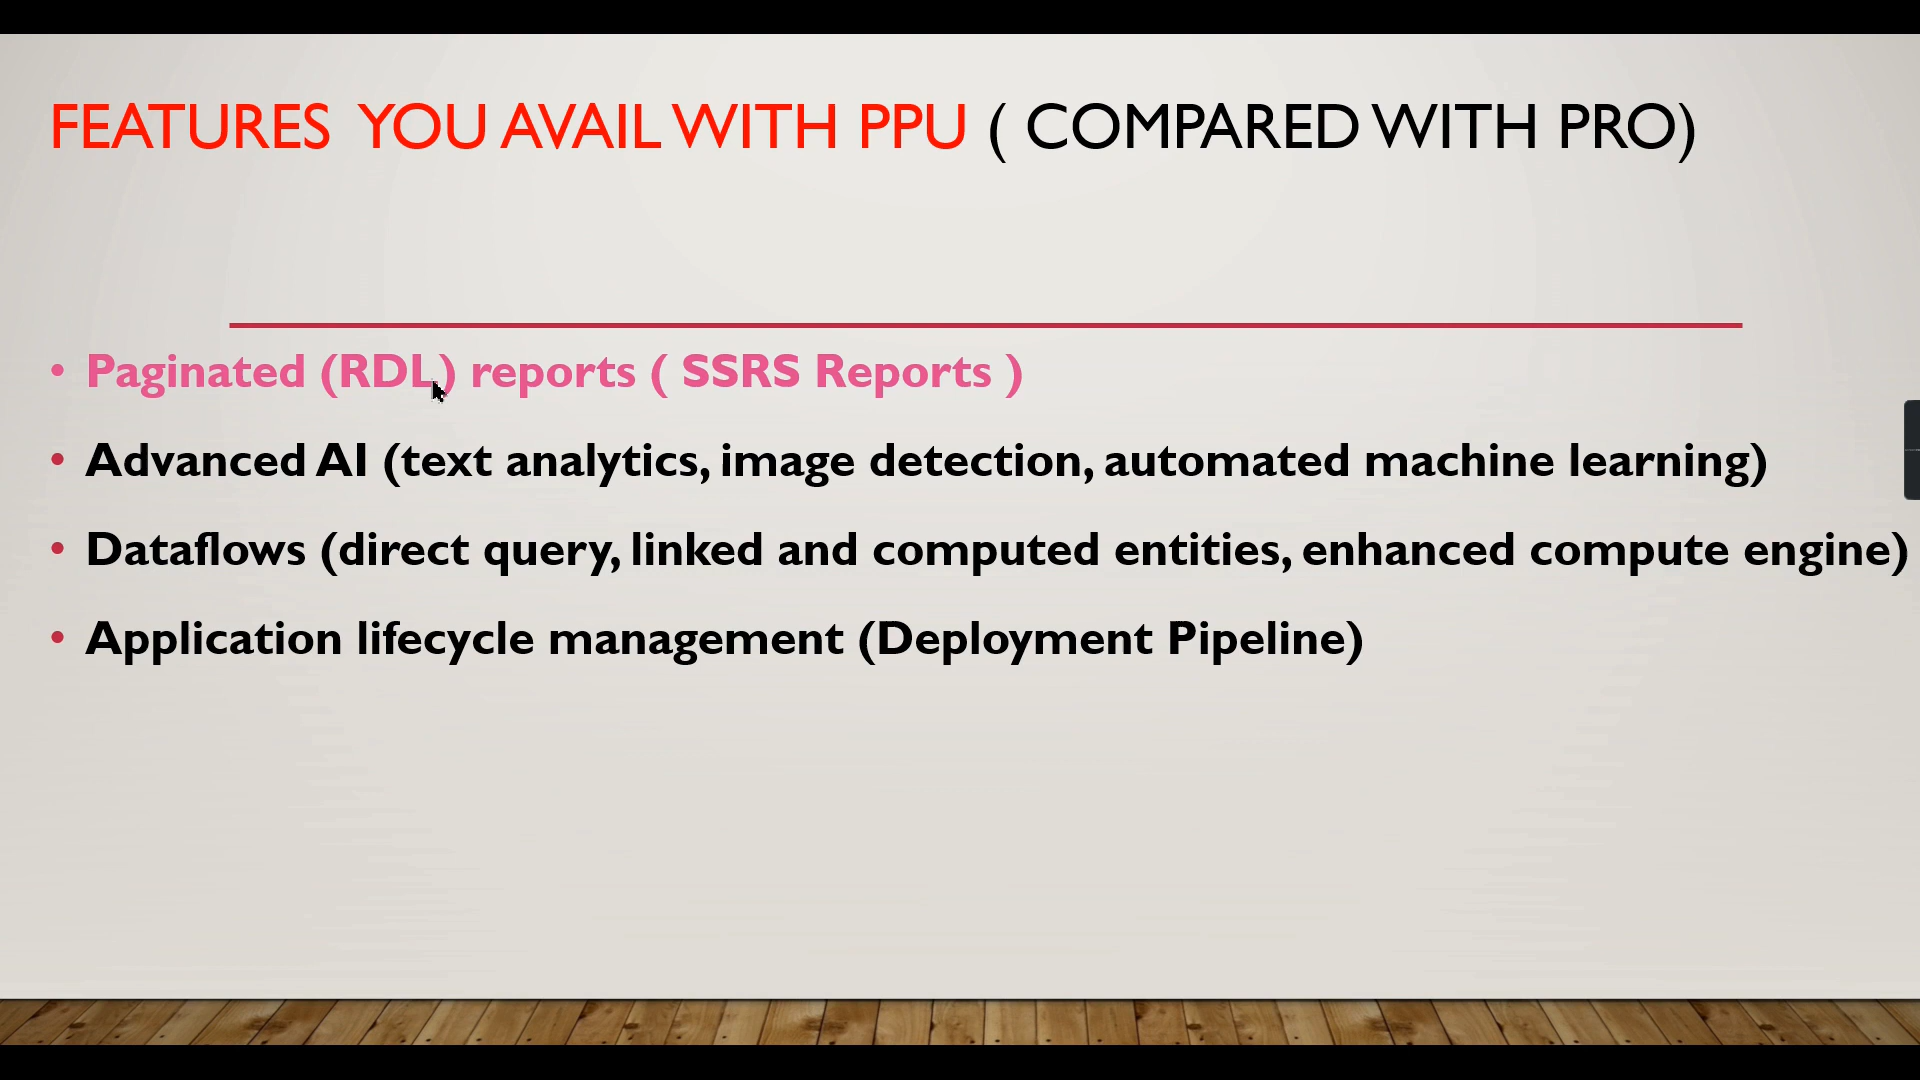 FEATURES YOU AVAIL WITH PPU ( COMPARED WITH PRO)
• Paginated (RDL) reports ( SSRS Reports )
• Advanced AI (text analytics, image detection, automated machine learning)
• Dataflows (direct query, linked and computed entities, enhanced compute engine)
• Application lifecycle management (Deployment Pipeline)